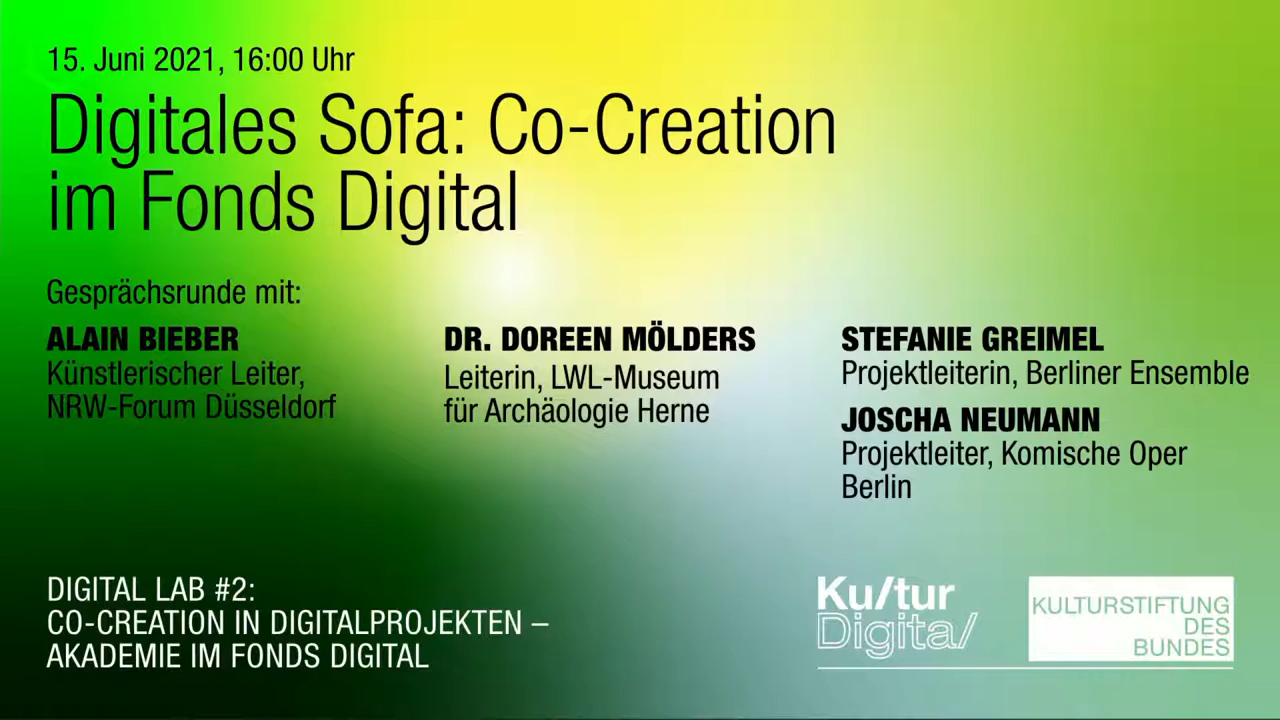 15. Juni 2021, 16:00 Uhr
Digitales Sofa: Co-Creation
im Fonds Digital
Gesprächsrunde mit:
ALAIN BIEBER
Künstlerischer Leiter,
NRW-Forum Düsseldorf
DR. DOREEN MÖLDERS
Leiterin, LWL-Museum
für Archäologie Herne
STEFANIE GREIMEL
Projektleiterin, Berliner Ensemble
JOSCHA NEUMANN
Projektleiter, Komische Oper
Berlin
DIGITAL LAB #2:
CO-CREATION IN DIGITALPROJEKTEN –
AKADEMIE IM FONDS DIGITAL
Ku/tur
Digita/
KULTURSTIFTUNG
DES
BUNDES